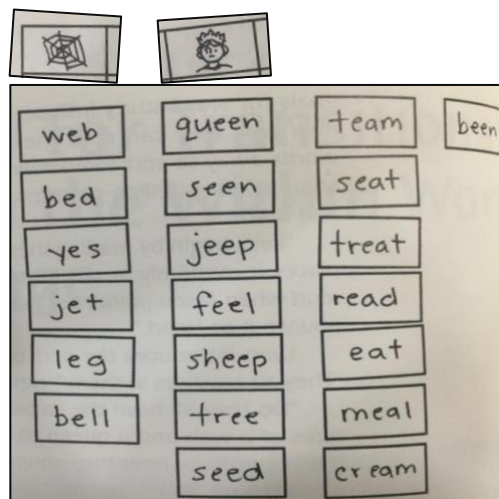 web queen team been
bed seen seat
yes jeep treat
jet feel read
leg sheep eat
bell tree meal
seed cream